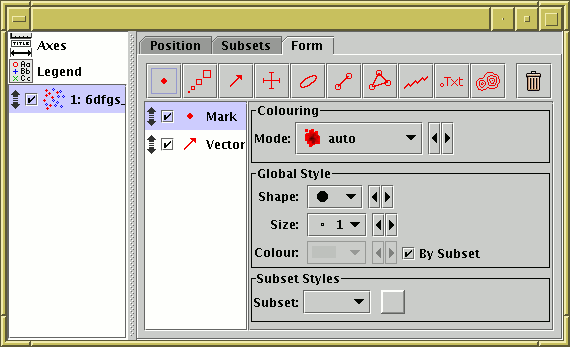 TITLE
Axes
Aa
Bb
Cc
Legend
1: 6dfgs_
Position Subsets Form
.Txt
Mark
Vector
Colouring
Mode: auto
Global Style
Shape:
Size: 1
Colour: By Subset
Subset Styles
Subset: